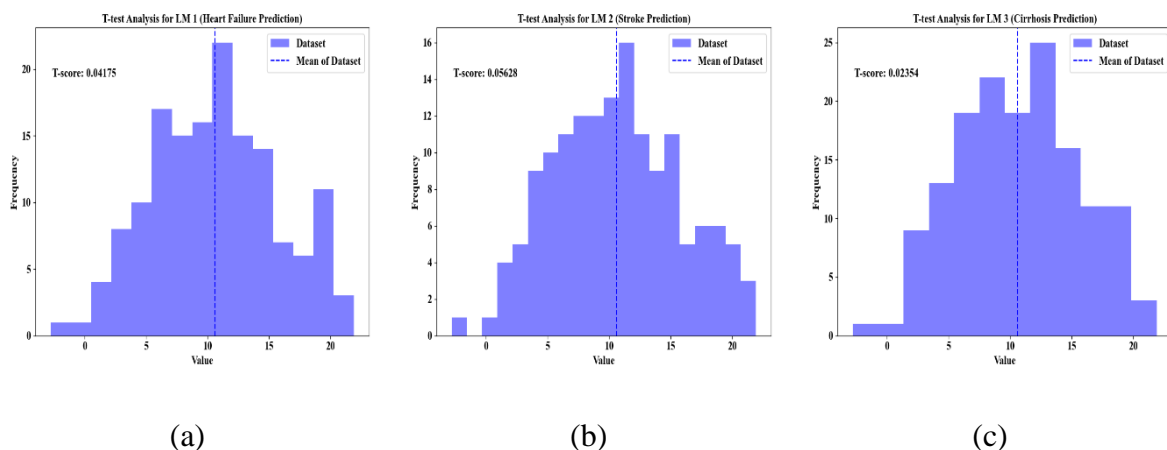 T-test Analysis for LM 1 (Heart Failure Prediction)
Dataset
Mean of Dataset
T-score: 0.04175
Frequency
20
15
10
5
0
0 5 10 15 20
Value
(a)
T-test Analysis for LM 2 (Stroke Prediction)
Dataset
Mean of Dataset
T-score: 0.05628
Frequency
16
14
12
10
8
6
4
2
0
0 5 10 15 20
Value
(b)
T-test Analysis for LM 3 (Cirrhosis Prediction)
Dataset
Mean of Dataset
T-score: 0.02354
Frequency
25
20
15
10
5
0
0 5 10 15 20
Value
(c)